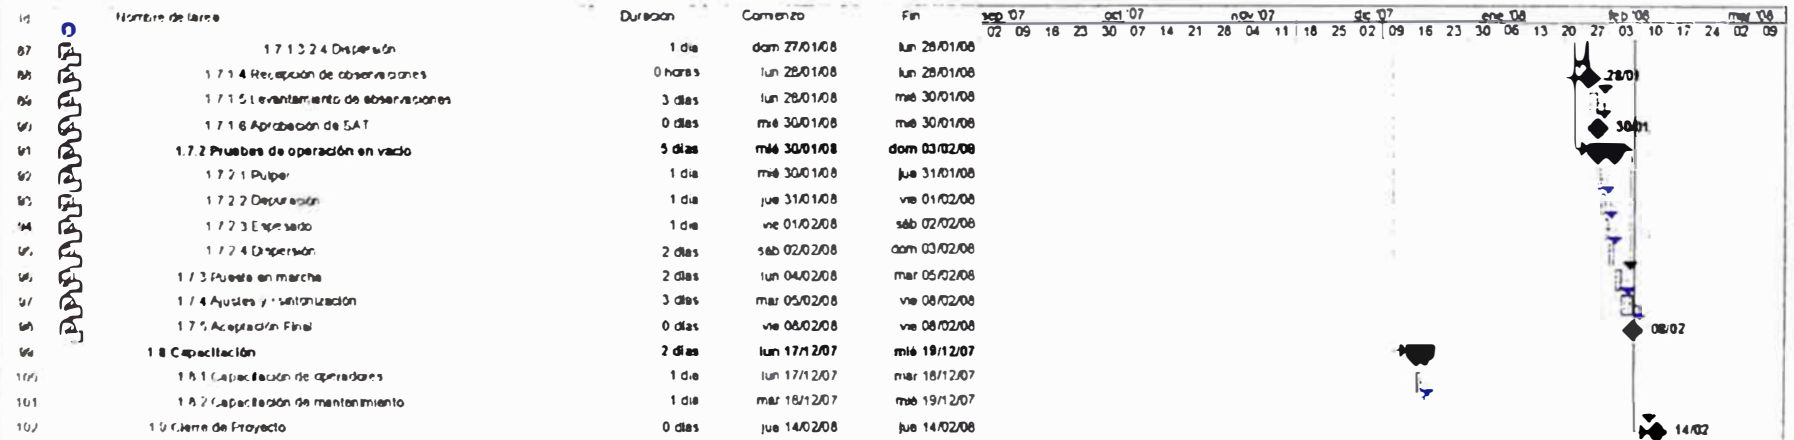 Id Nombre de tarea Duración Comienzo Fin sep '07 oct '07 nov '07 dic '07 ene '08 feb '08 mar '08
02 09 16 23 30 07 14 21 28 04 11 18 25 02 09 16 23 30 06 13 20 27 03 10 17 24 02 09
87 1.7.1.3.2.4 Dispersión 1 día dom 27/01/08 lun 28/01/08
88 1.7.1.4 Recepción de observaciones 0 horas lun 28/01/08 lun 28/01/08 28/01
89 1.7.1.5 Levantamiento de observaciones 3 días lun 28/01/08 mié 30/01/08
90 1.7.1.6 Aprobación de SAT 0 días mié 30/01/08 mié 30/01/08 30/01
91 1.7.2 Pruebas de operación en vacío 5 días mié 30/01/08 dom 03/02/08
92 1.7.2.1 Pulper 1 día mié 30/01/08 jue 31/01/08
93 1.7.2.2 Depuración 1 día jue 31/01/08 vie 01/02/08
94 1.7.2.3 Espesado 1 día vie 01/02/08 sáb 02/02/08
95 1.7.2.4 Dispersión 2 días sáb 02/02/08 dom 03/02/08
96 1.7.3 Puesta en marcha 2 días lun 04/02/08 mar 05/02/08
97 1.7.4 Ajustes y sintonización 3 días mar 05/02/08 vie 08/02/08
98 1.7.5 Aceptación Final 0 días vie 08/02/08 vie 08/02/08 08/02
99 1.8 Capacitación 2 días lun 17/12/07 mié 19/12/07
100 1.8.1 Capacitación de operadores 1 día lun 17/12/07 mar 18/12/07
101 1.8.2 Capacitación de mantenimiento 1 día mar 18/12/07 mié 19/12/07
102 1.9 Cierre de Proyecto 0 días jue 14/02/08 jue 14/02/08 14/02